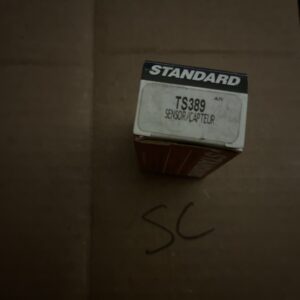 STANDARD
TS389
SENSOR/CAPTEUR
SC